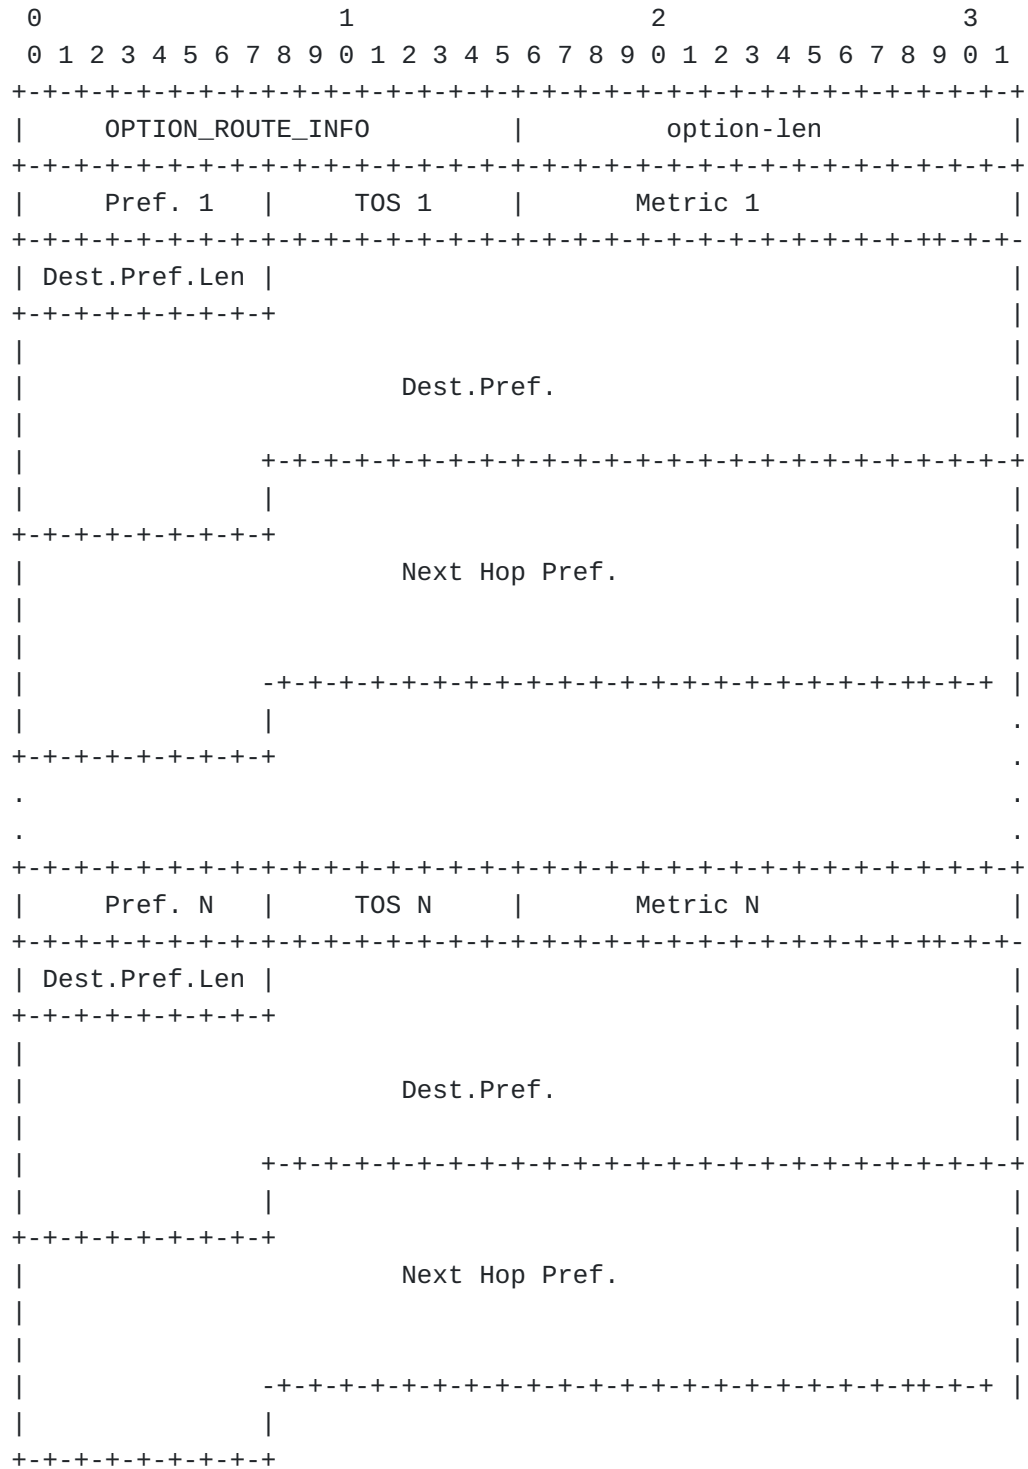 0                   1                   2                   3
 0 1 2 3 4 5 6 7 8 9 0 1 2 3 4 5 6 7 8 9 0 1 2 3 4 5 6 7 8 9 0 1
+-+-+-+-+-+-+-+-+-+-+-+-+-+-+-+-+-+-+-+-+-+-+-+-+-+-+-+-+-+-+-+-+
|     OPTION_ROUTE_INFO         |         option-len            |
+-+-+-+-+-+-+-+-+-+-+-+-+-+-+-+-+-+-+-+-+-+-+-+-+-+-+-+-+-+-+-+-+
|     Pref. 1   |     TOS 1     |       Metric 1                |
+-+-+-+-+-+-+-+-+-+-+-+-+-+-+-+-+-+-+-+-+-+-+-+-+-+-+-+-+-++-+-+-
| Dest.Pref.Len |                                               |
+-+-+-+-+-+-+-+-+                                               |
|                                                               |
|                        Dest.Pref.                             |
|                                                               |
|               +-+-+-+-+-+-+-+-+-+-+-+-+-+-+-+-+-+-+-+-+-+-+-+-+
|               |                                               |
+-+-+-+-+-+-+-+-+                                               |
|                        Next Hop Pref.                         |
|                                                               |
|                                                               |
|               -+-+-+-+-+-+-+-+-+-+-+-+-+-+-+-+-+-+-+-+-++-+-+ |
|               |                                               .
+-+-+-+-+-+-+-+-+                                               .
.                                                               .
.                                                               .
+-+-+-+-+-+-+-+-+-+-+-+-+-+-+-+-+-+-+-+-+-+-+-+-+-+-+-+-+-+-+-+-+
|     Pref. N   |     TOS N     |       Metric N                |
+-+-+-+-+-+-+-+-+-+-+-+-+-+-+-+-+-+-+-+-+-+-+-+-+-+-+-+-+-++-+-+-
| Dest.Pref.Len |                                               |
+-+-+-+-+-+-+-+-+                                               |
|                                                               |
|                        Dest.Pref.                             |
|                                                               |
|               +-+-+-+-+-+-+-+-+-+-+-+-+-+-+-+-+-+-+-+-+-+-+-+-+
|               |                                               |
+-+-+-+-+-+-+-+-+                                               |
|                        Next Hop Pref.                         |
|                                                               |
|                                                               |
|               -+-+-+-+-+-+-+-+-+-+-+-+-+-+-+-+-+-+-+-+-++-+-+ |
|               |
+-+-+-+-+-+-+-+-+